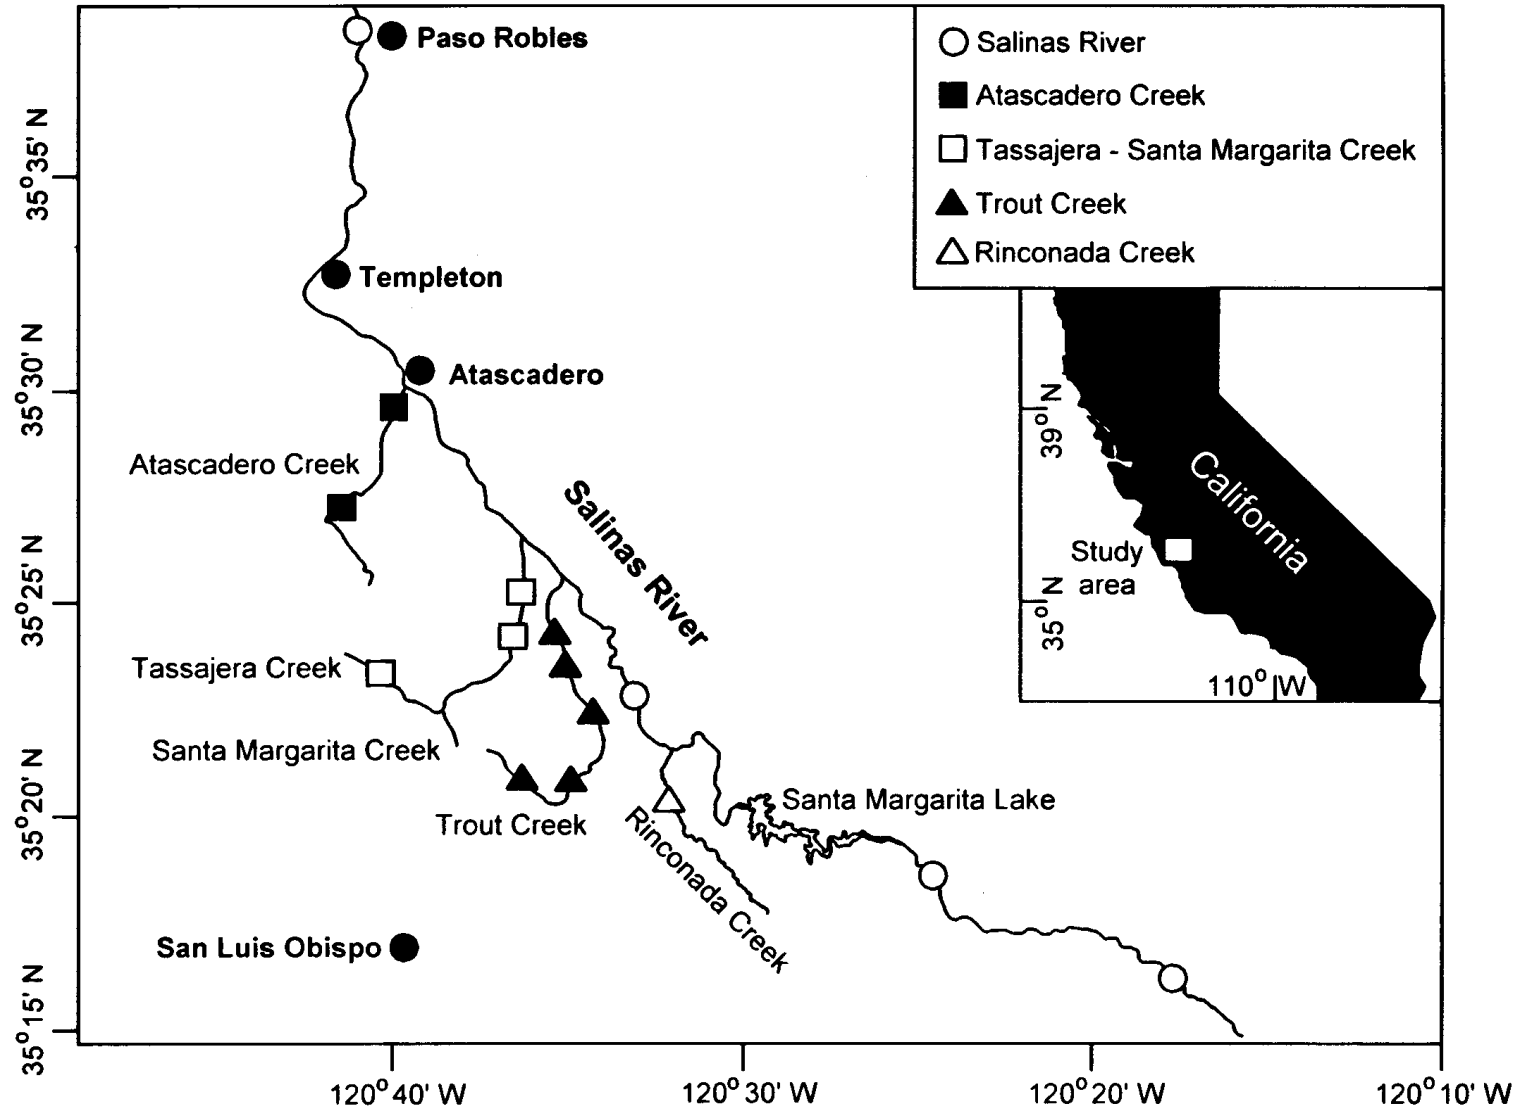 Paso Robles
Salinas River
Atascadero Creek
Tassajera - Santa Margarita Creek
Trout Creek
Rinconada Creek
35°35' N
Templeton
Atascadero
35°30' N
Atascadero Creek
Salinas River
39° N
California
Study
area
35° N
110° W
35°25' N
Tassajera Creek
Santa Margarita Creek
35°20' N
Santa Margarita Lake
Trout Creek
Rinconada Creek
San Luis Obispo
35°15' N
120°40' W
120°30' W
120°20' W
120°10' W